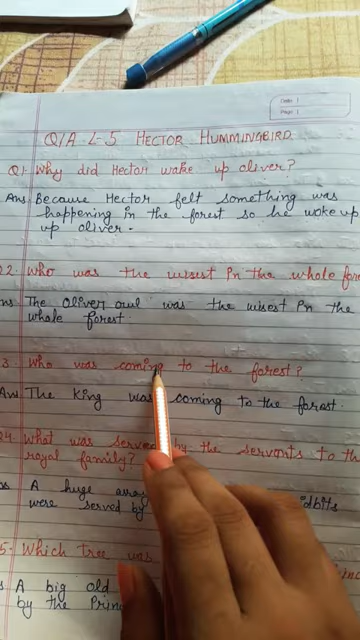 Date :
Page :
Q/A L-5 HECTOR HUMMINGBIRD
Q1. Why did Hector wake up oliver?
Ans. Because Hector felt something was
happening in the forest so he woke up
up oliver.
Q2. Who was the wisest in the whole
Ans. The oliver owl was the wisest in the
whole forest.
3. Who was coming to the forest?
Ans. The King was coming to the forest.
Q4. What was served by the servants to
royal family?
A huge
were served by
5. Which tree was
A big old
by the